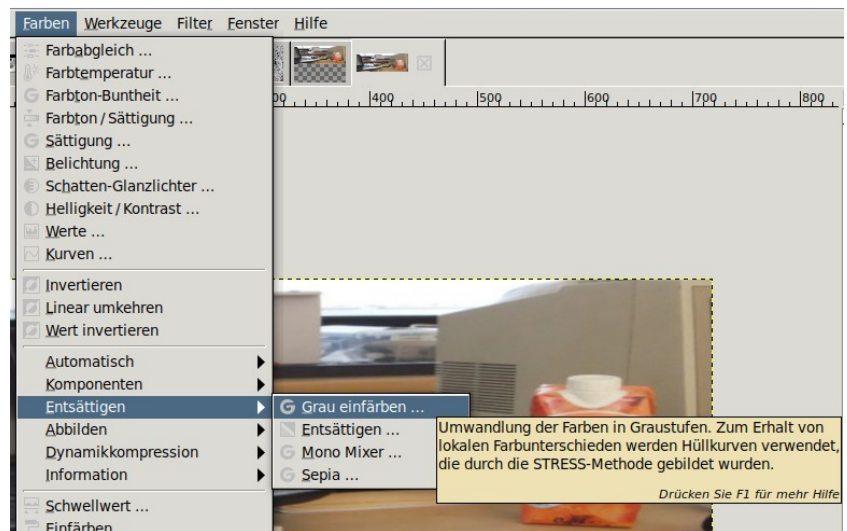 Farben Werkzeuge Filter Fenster Hilfe
Farbabgleich ...
Farbtemperatur ...
Farbton-Buntheit ...
Farbton / Sättigung ...
Sättigung ...
Belichtung ...
Schatten-Glanzlichter ...
Helligkeit / Kontrast ...
Werte ...
Kurven ...
400 500 600 700 800
Invertieren
Linear umkehren
Wert invertieren
Automatisch
Komponenten
Entsättigen
Abbilden
Dynamikkompression
Information
Schwellwert ...
Einfärben
Grau einfärben ...
Entsättigen ...
Mono Mixer ...
Sepia ...
Umwandlung der Farben in Graustufen. Zum Erhalt von
lokalen Farbunterschieden werden Hüllkurven verwendet,
die durch die STRESS-Methode gebildet wurden.
Drücken Sie F1 für mehr Hilfe